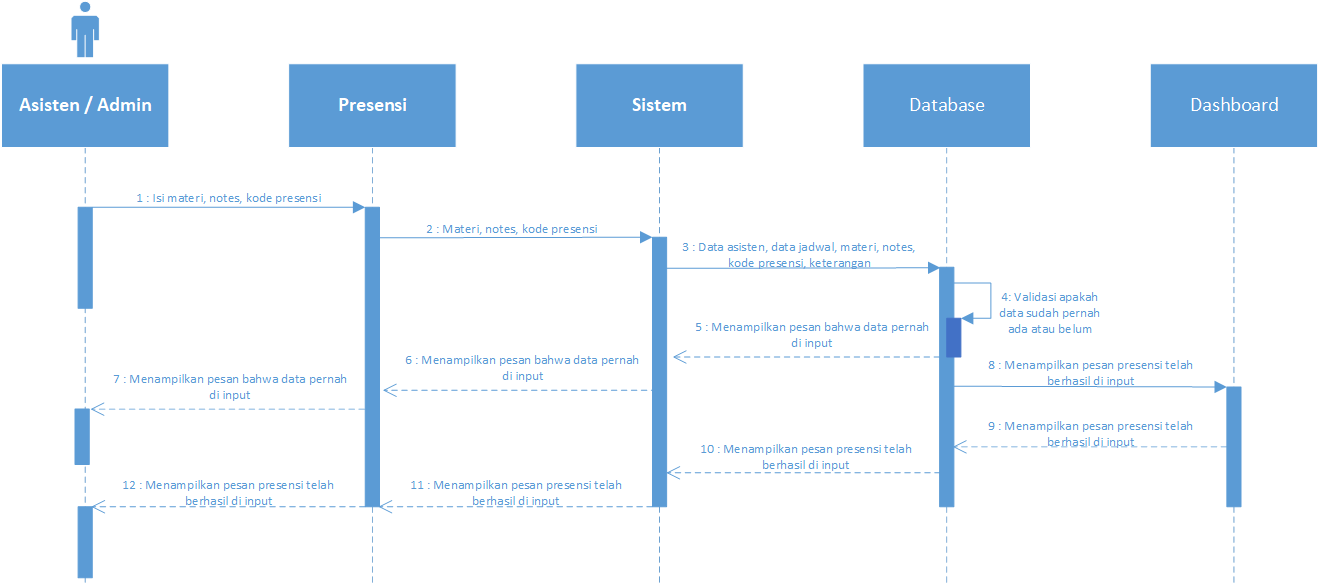 Asisten / Admin
Presensi
Sistem
Database
Dashboard
1 : Isi materi, notes, kode presensi
2 : Materi, notes, kode presensi
3 : Data asisten, data jadwal, materi, notes,
kode presensi, keterangan
4: Validasi apakah
data sudah pernah
ada atau belum
5 : Menampilkan pesan bahwa data pernah
di input
6 : Menampilkan pesan bahwa data pernah
di input
7 : Menampilkan pesan bahwa data pernah
di input
8 : Menampilkan pesan presensi telah
berhasil di input
9 : Menampilkan pesan presensi telah
berhasil di input
10 : Menampilkan pesan presensi telah
berhasil di input
11 : Menampilkan pesan presensi telah
berhasil di input
12 : Menampilkan pesan presensi telah
berhasil di input